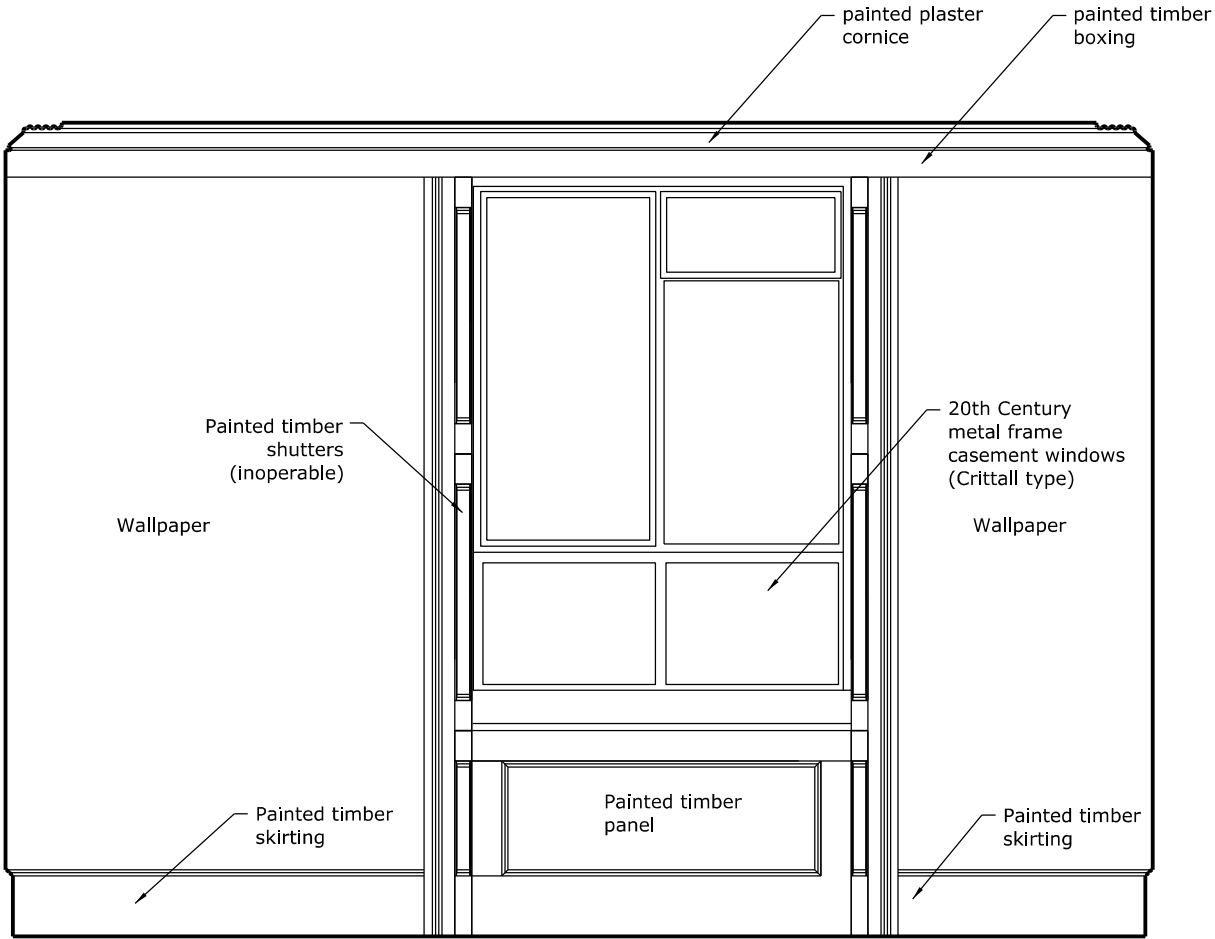 painted plaster
cornice
painted timber
boxing
Painted timber
shutters
(inoperable)
20th Century
metal frame
casement windows
(Crittall type)
Wallpaper
Wallpaper
Painted timber
skirting
Painted timber
panel
Painted timber
skirting